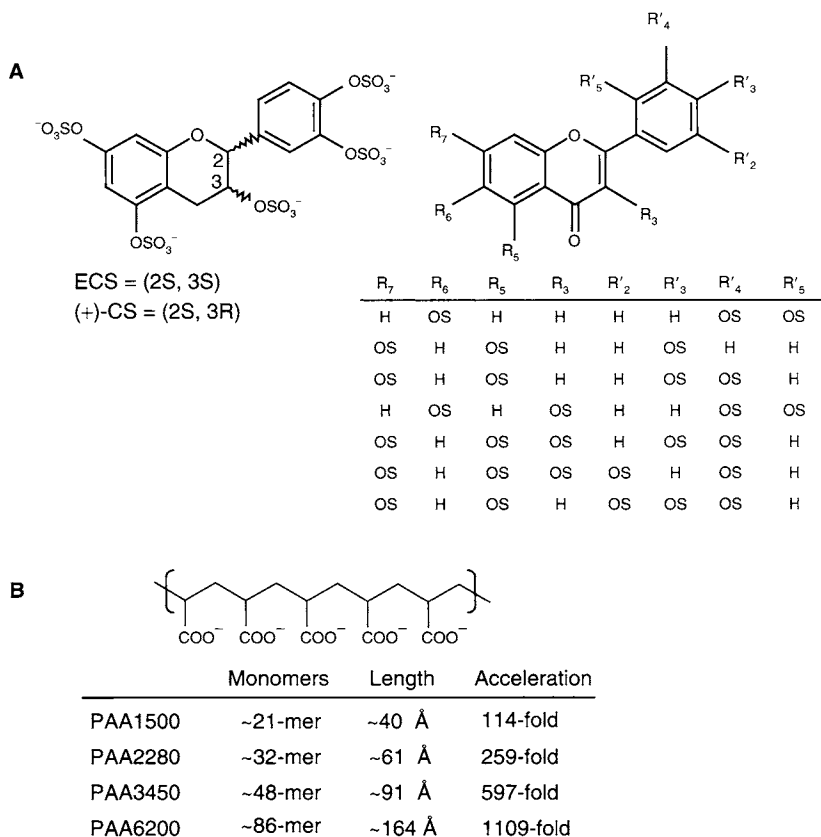 A
OSO₃⁻
⁻O₃SO
O
OSO₃⁻
2
3
OSO₃⁻
OSO₃⁻
ECS = (2S, 3S)
(+)-CS = (2S, 3R)
R'₄
R'₅
R'₃
R₇
O
R'₂
R₆
R₃
R₅
O
R₇ R₆ R₅ R₃ R'₂ R'₃ R'₄ R'₅
H OS H H H H OS OS
OS H OS H H OS H H
OS H OS H H OS OS H
H OS H OS H H OS OS
OS H OS OS H OS OS H
OS H OS OS OS H OS H
OS H OS H OS OS OS H
B
COO⁻ COO⁻ COO⁻ COO⁻ COO⁻
Monomers Length Acceleration
PAA1500 ~21-mer ~40 Å 114-fold
PAA2280 ~32-mer ~61 Å 259-fold
PAA3450 ~48-mer ~91 Å 597-fold
PAA6200 ~86-mer ~164 Å 1109-fold